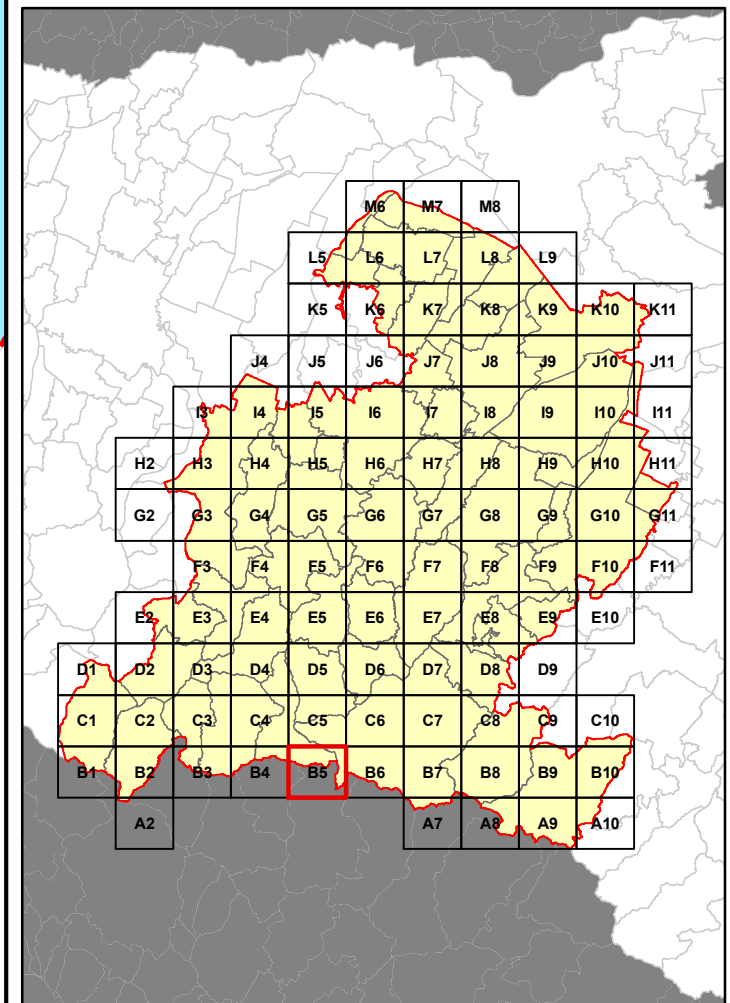 M6 M7 M8
L5 L6 L7 L8 L9
K5 K6 K7 K8 K9 K10 K11
J4 J5 J6 J7 J8 J9 J10 J11
I3 I4 I5 I6 I7 I8 I9 I10 I11
H2 H3 H4 H5 H6 H7 H8 H9 H10 H11
G2 G3 G4 G5 G6 G7 G8 G9 G10 G11
F3 F4 F5 F6 F7 F8 F9 F10 F11
E2 E3 E4 E5 E6 E7 E8 E9 E10
D1 D2 D3 D4 D5 D6 D7 D8 D9
C1 C2 C3 C4 C5 C6 C7 C8 C9 C10
B1 B2 B3 B4 B5 B6 B7 B8 B9 B10
A2 A7 A8 A9 A10